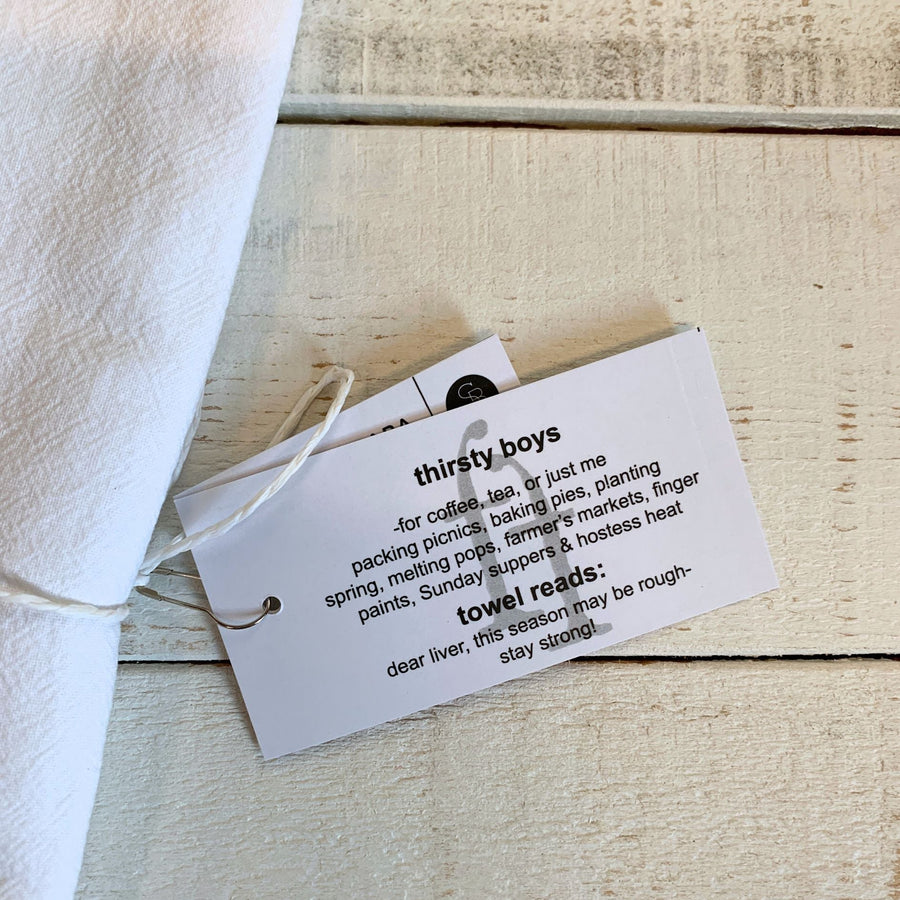 thirsty boys
-for coffee, tea, or just me
packing picnics, baking pies, planting
spring, melting pops, farmer's markets, finger
paints, Sunday suppers & hostess heat
towel reads:
dear liver, this season may be rough-
stay strong!